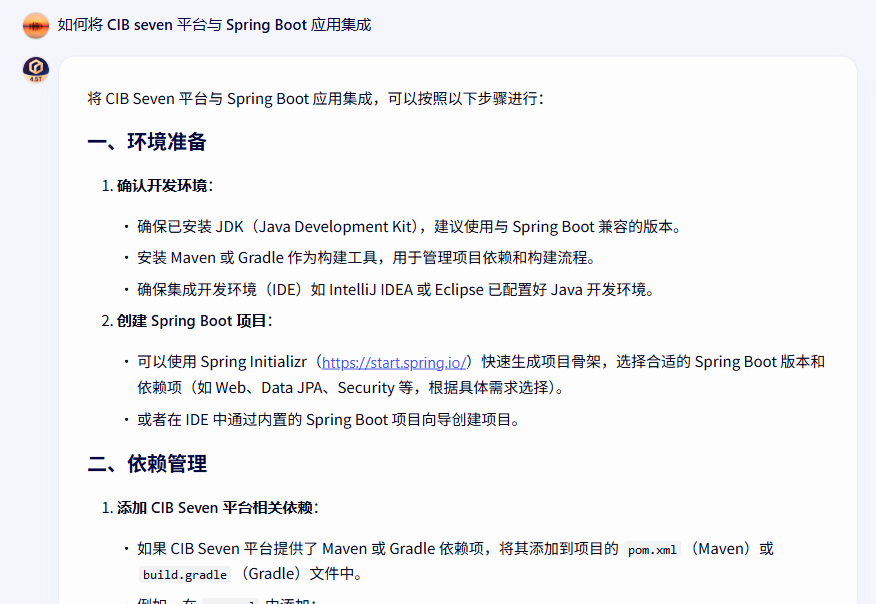 如何将 CIB seven 平台与 Spring Boot 应用集成
4.5T
将 CIB Seven 平台与 Spring Boot 应用集成，可以按照以下步骤进行：
一、环境准备
1. 确认开发环境：
• 确保已安装 JDK（Java Development Kit），建议使用与 Spring Boot 兼容的版本。
• 安装 Maven 或 Gradle 作为构建工具，用于管理项目依赖和构建流程。
• 确保集成开发环境（IDE）如 IntelliJ IDEA 或 Eclipse 已配置好 Java 开发环境。
2. 创建 Spring Boot 项目：
• 可以使用 Spring Initializr（https://start.spring.io/）快速生成项目骨架，选择合适的 Spring Boot 版本和
依赖项（如 Web、Data JPA、Security 等，根据具体需求选择）。
• 或者在 IDE 中通过内置的 Spring Boot 项目向导创建项目。
二、依赖管理
1. 添加 CIB Seven 平台相关依赖：
• 如果 CIB Seven 平台提供了 Maven 或 Gradle 依赖项，将其添加到项目的 pom.xml （Maven）或
build.gradle （Gradle）文件中。